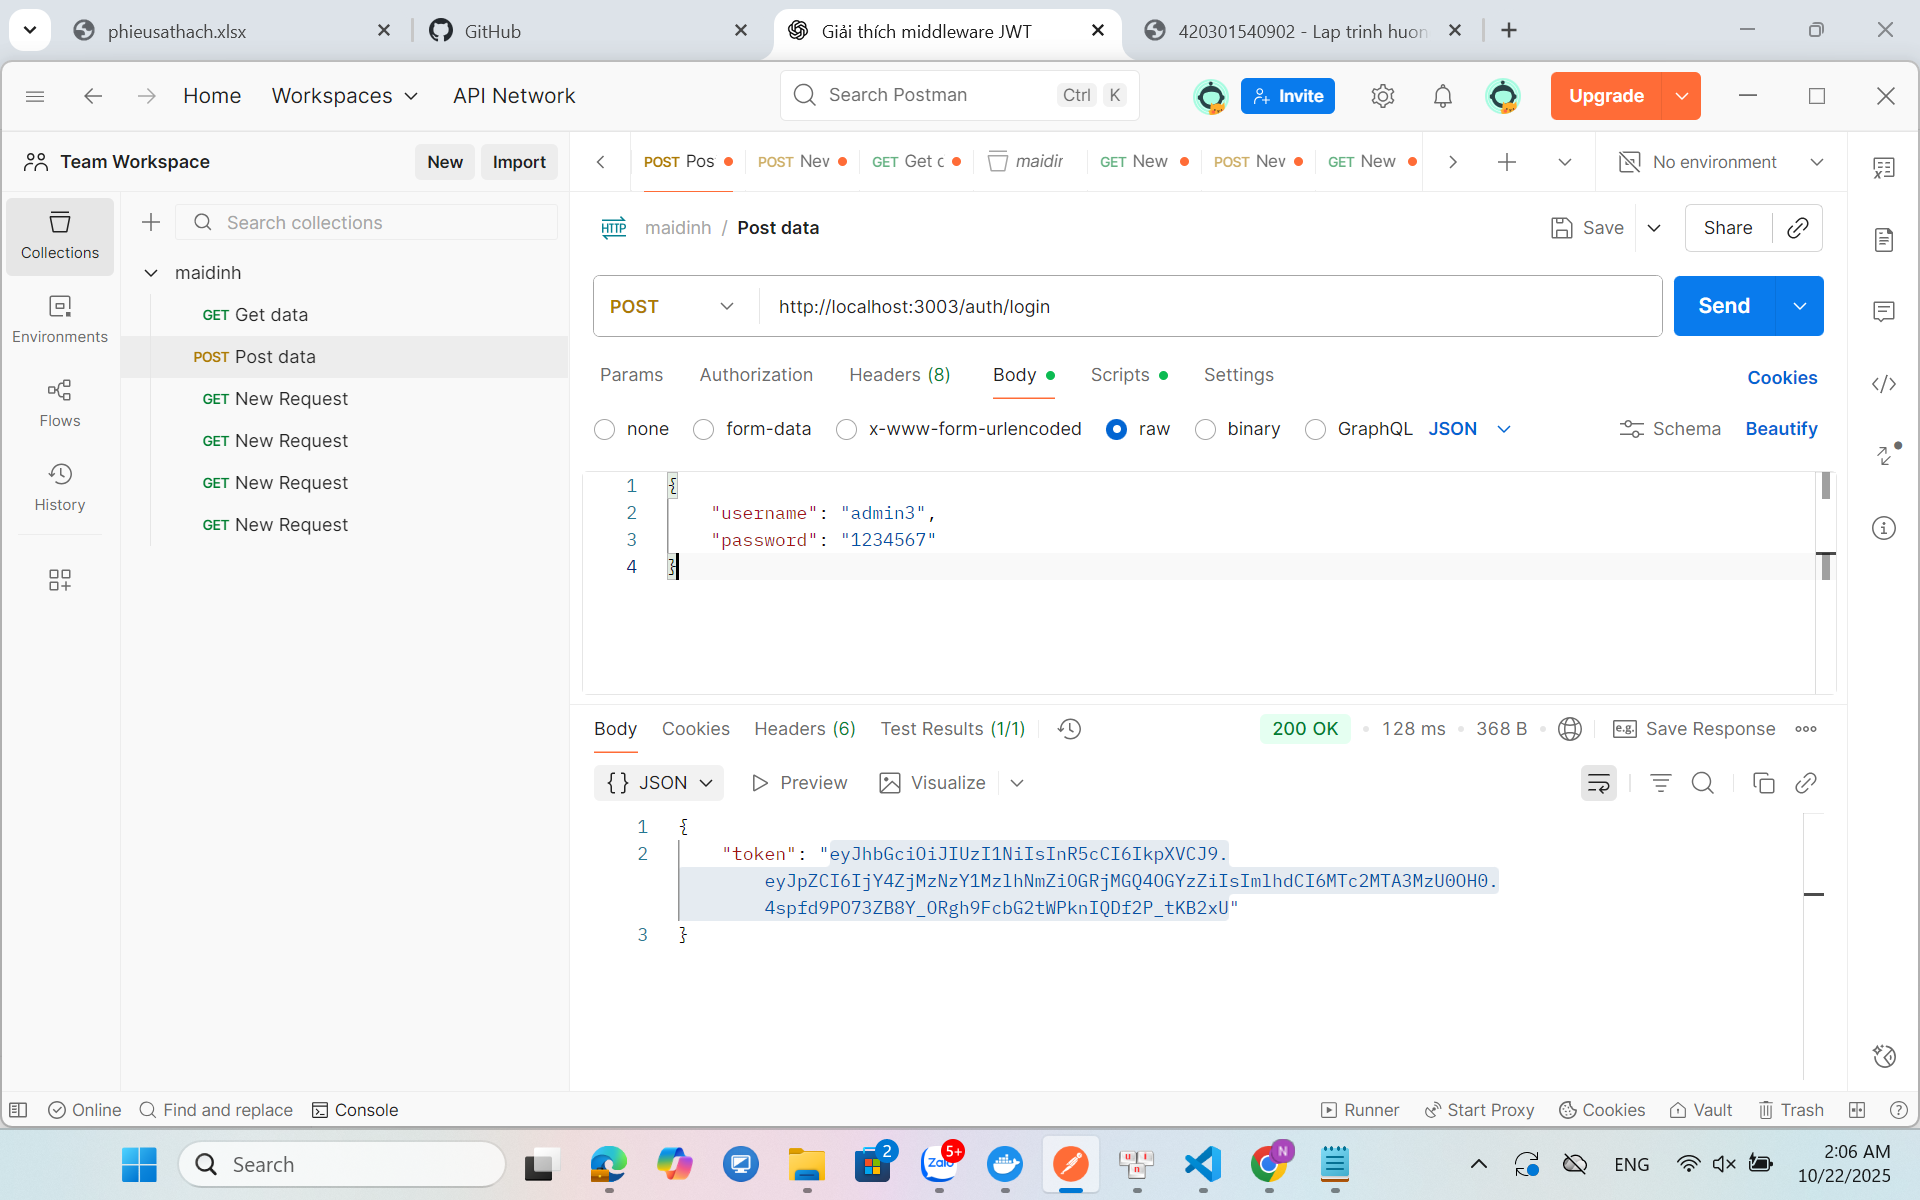 phieusathach.xlsx
GitHub
Giải thích middleware JWT
420301540902 - Lap trinh huon
Home
Workspaces
API Network
Search Postman
Ctrl K
Invite
Upgrade
Team Workspace
New
Import
POST Pos
POST Nev
GET Get c
maidir
GET New
POST Nev
GET New
No environment
Collections
Environments
Flows
History
Search collections
maidinh
GET Get data
POST Post data
GET New Request
GET New Request
GET New Request
GET New Request
HTTP maidinh / Post data
Save
Share
POST
http://localhost:3003/auth/login
Send
Params
Authorization
Headers (8)
Body
Scripts
Settings
Cookies
none
form-data
x-www-form-urlencoded
raw
binary
GraphQL
JSON
Schema
Beautify
1 {
2 "username": "admin3",
3 "password": "1234567"
4 }
Body
Cookies
Headers (6)
Test Results (1/1)
200 OK
128 ms
368 B
e.g. Save Response
{} JSON
Preview
Visualize
1 {
2 "token": "eyJhbGciOiJIUzI1NiIsInR5cCI6IkpXVCJ9.
eyJpZCI6IjY4ZjMzNzY1MzlhNmZiOGRjMGQ4OGYzZiIsImlhdCI6MTc2MTA3MzU0OH0.
4spfd9PO73ZB8Y_ORgh9FcbG2tWPknIQDf2P_tKB2xU"
3 }
Online
Find and replace
Console
Runner
Start Proxy
Cookies
Vault
Trash
Search
2
Zalo
5+
N
ENG
2:06 AM
10/22/2025